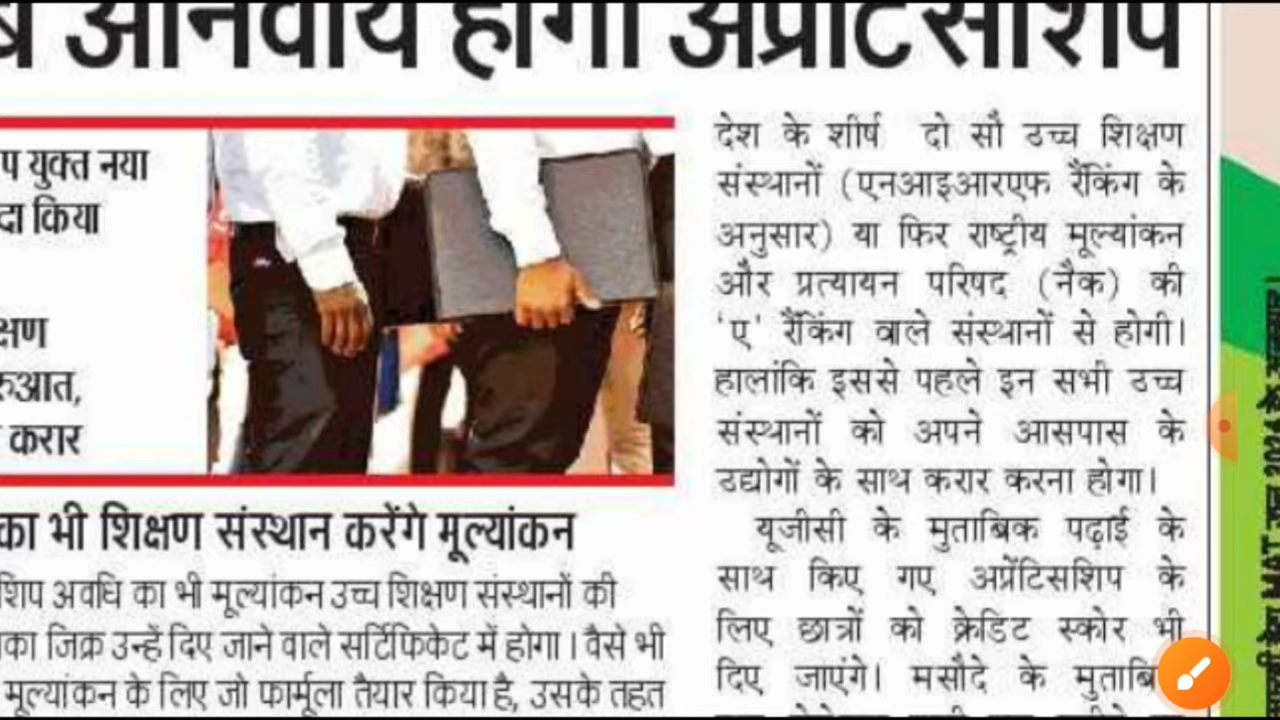 अनिवार्य होगी अप्रेंटिसशिप
प युक्त नया
दा किया
क्षण
रुआत,
करार
का भी शिक्षण संस्थान करेंगे मूल्यांकन
शिप अवधि का भी मूल्यांकन उच्च शिक्षण संस्थानों की
का जिक्र उन्हें दिए जाने वाले सर्टिफिकेट में होगा। वैसे भी
मूल्यांकन के लिए जो फार्मूला तैयार किया है, उसके तहत
देश के शीर्ष दो सौ उच्च शिक्षण
संस्थानों (एनआइआरएफ रैंकिंग के
अनुसार) या फिर राष्ट्रीय मूल्यांकन
और प्रत्यायन परिषद (नैक) की
'ए' रैंकिंग वाले संस्थानों से होगी।
हालांकि इससे पहले इन सभी उच्च
संस्थानों को अपने आसपास के
उद्योगों के साथ करार करना होगा।
यूजीसी के मुताबिक पढ़ाई के
साथ किए गए अप्रेंटिसशिप के
लिए छात्रों को क्रेडिट स्कोर भी
दिए जाएंगे। मसौदे के मुताबि